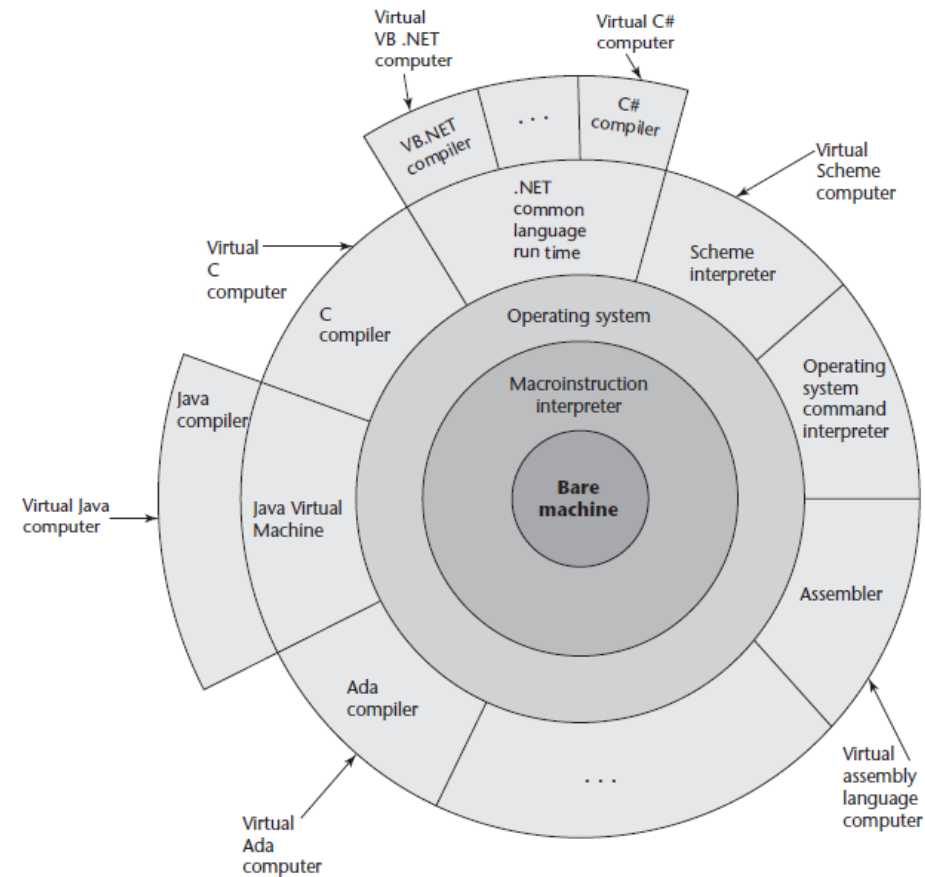 Virtual
VB .NET
computer
Virtual C#
computer
VB.NET
compiler
. . .
C#
compiler
Virtual
Scheme
computer
.NET
common
language
run time
Virtual
C
computer
Scheme
interpreter
C
compiler
Operating system
Operating
system
command
interpreter
Macroinstruction
interpreter
Java
compiler
Bare
machine
Virtual Java
computer
Java Virtual
Machine
Assembler
Ada
compiler
. . .
Virtual
assembly
language
computer
Virtual
Ada
computer